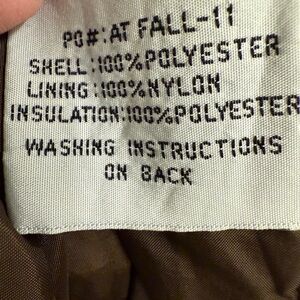 PO#:AT FALL-11
SHELL:100%POLYESTER
LINING:100%NYLON
INSULATION:100%POLYESTER
WASHING INSTRUCTIONS
ON BACK